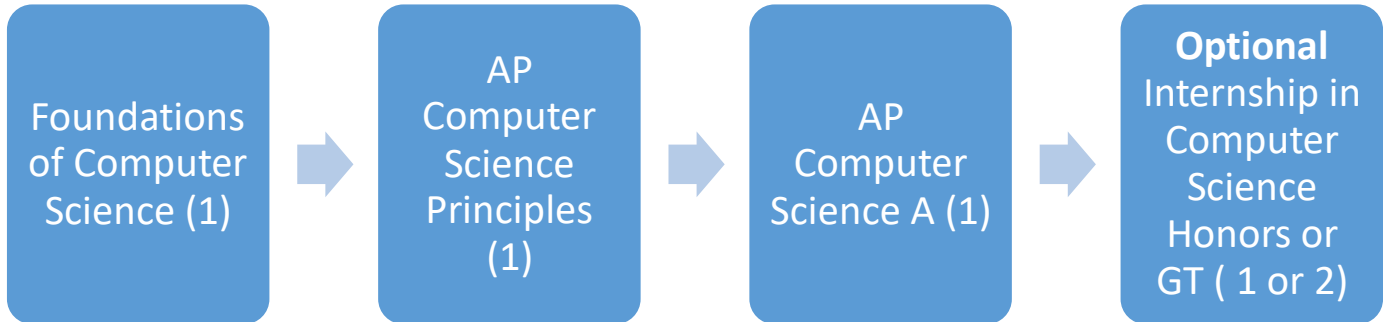 Foundations
of Computer
Science (1)
AP
Computer
Science
Principles
(1)
AP
Computer
Science A (1)
Optional
Internship in
Computer
Science
Honors or
GT ( 1 or 2)